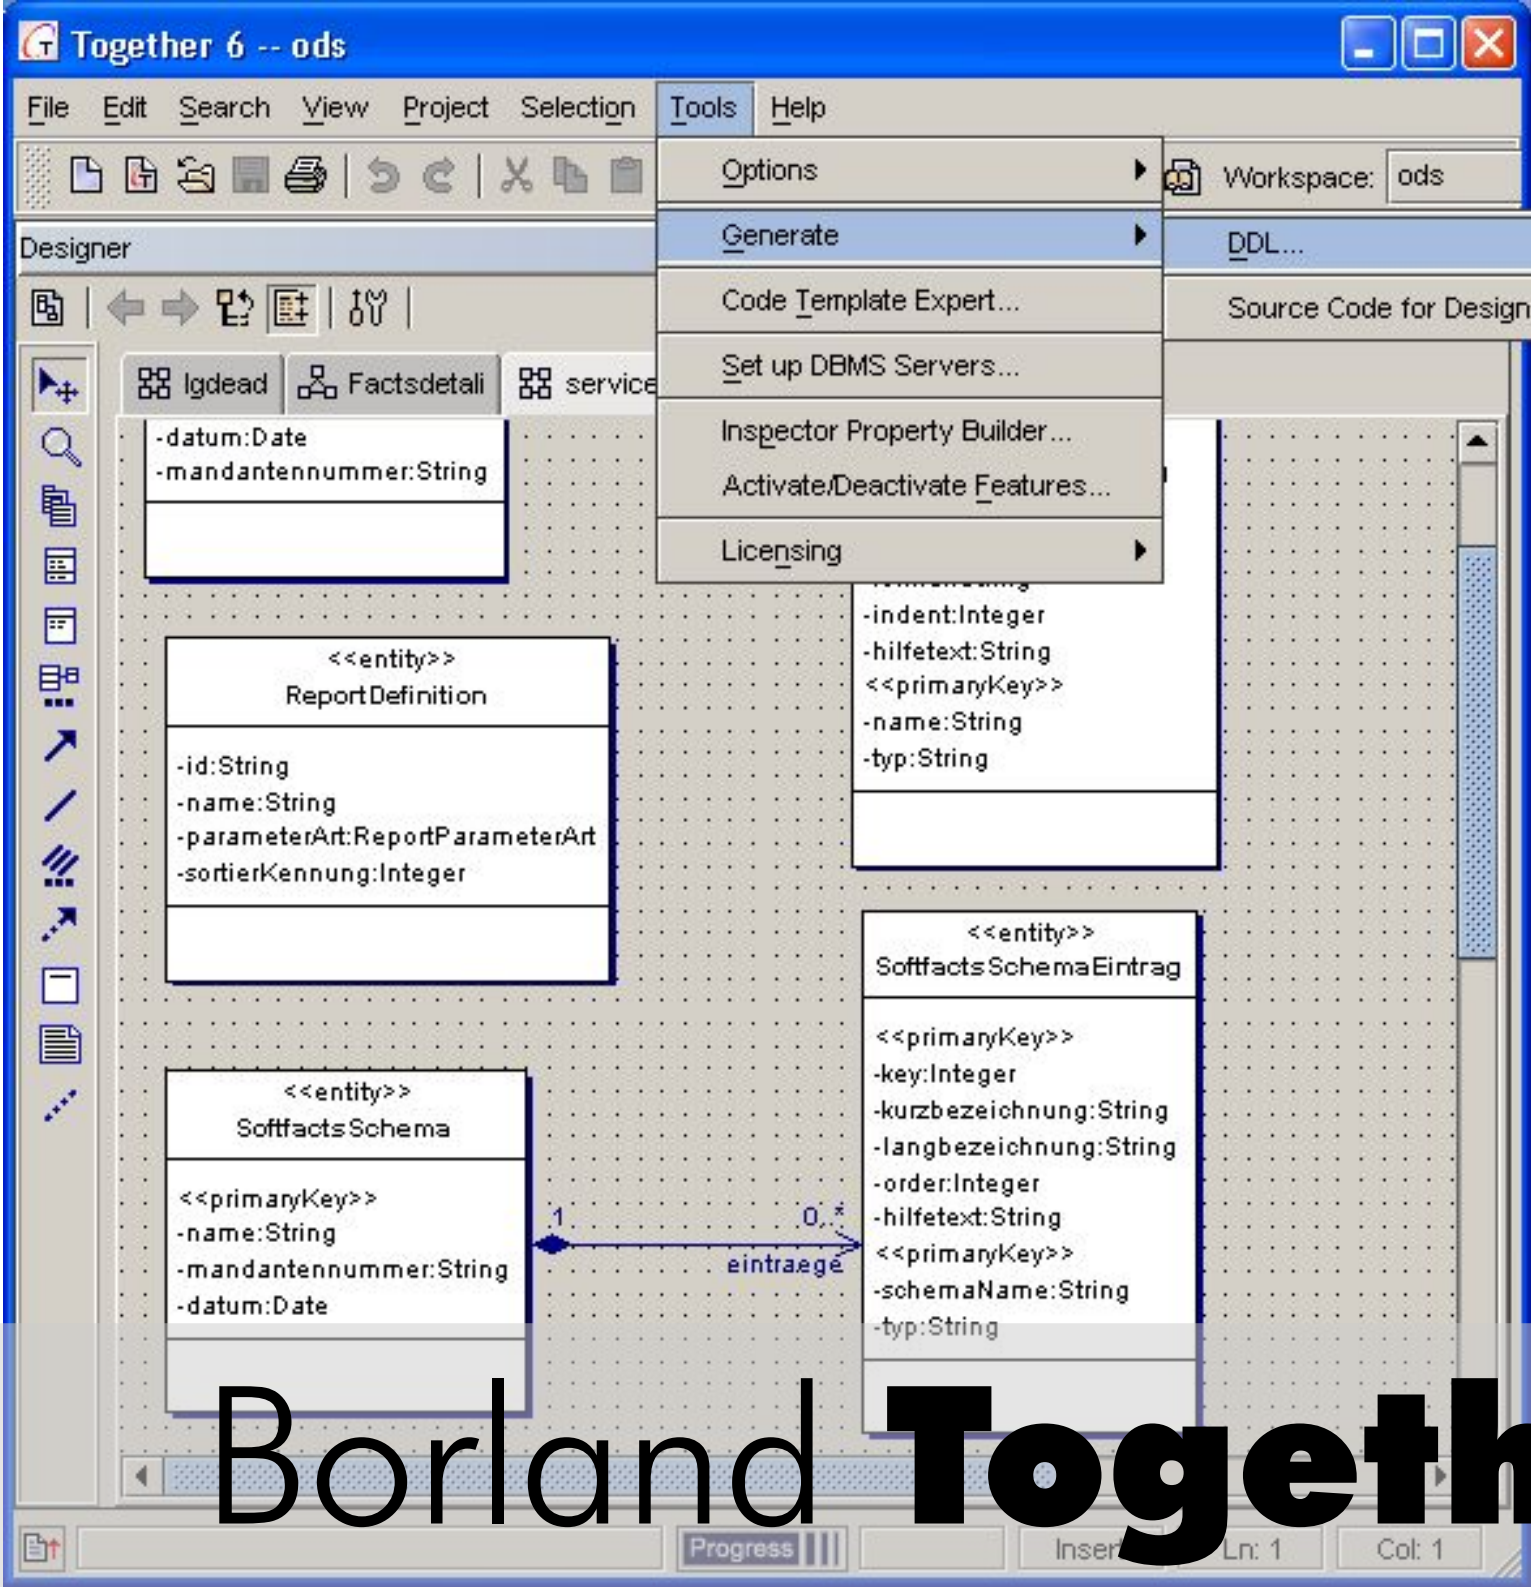 Together 6 -- ods
File Edit Search View Project Selection Tools Help
Workspace: ods
Options
Generate
Code Template Expert...
Set up DBMS Servers...
Inspector Property Builder...
Activate/Deactivate Features...
Licensing
DDL...
Source Code for Design
Designer
lgdead Factsdetali service
-datum:Date
-mandantennummer:String
-indent:Integer
-hilfetext:String
<<primaryKey>>
-name:String
-typ:String
<<entity>>
ReportDefinition
-id:String
-name:String
-parameterArt:ReportParameterArt
-sortierKennung:Integer
<<entity>>
SoftfactsSchemaEintrag
<<primaryKey>>
-key:Integer
-kurzbezeichnung:String
-langbezeichnung:String
-order:Integer
-hilfetext:String
<<primaryKey>>
-schemaName:String
-typ:String
<<entity>>
SoftfactsSchema
<<primaryKey>>
-name:String
-mandantennummer:String
-datum:Date
1 0..*
eintraege
Borland Togeth
Progress Insert Ln: 1 Col: 1